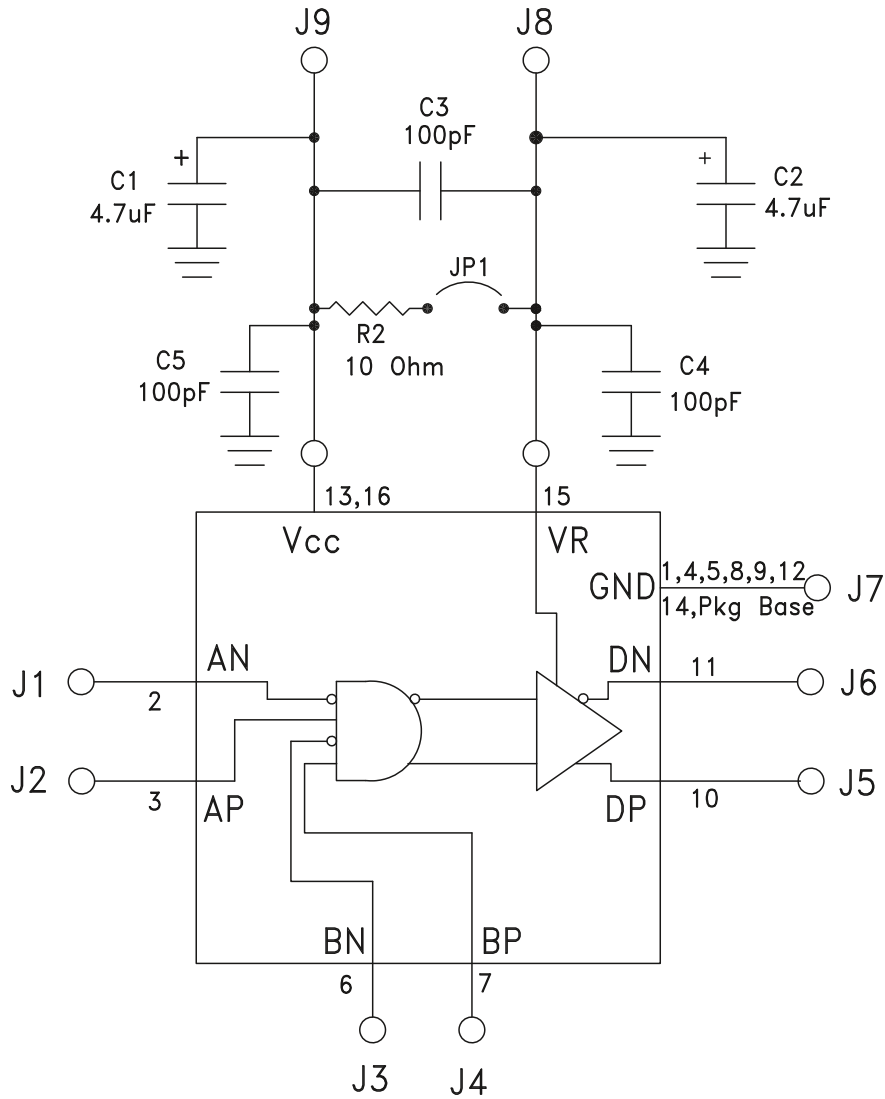 J9 J8
C3
100pF
+ +
C1 C2
4.7uF 4.7uF
JP1
R2
C5 10 Ohm C4
100pF 100pF
13,16 15
Vcc VR
GND 1,4,5,8,9,12 J7
14,Pkg Base
AN DN 11
J1 J6
2
J2 J5
3 AP DP 10
BN BP
6 7
J3 J4